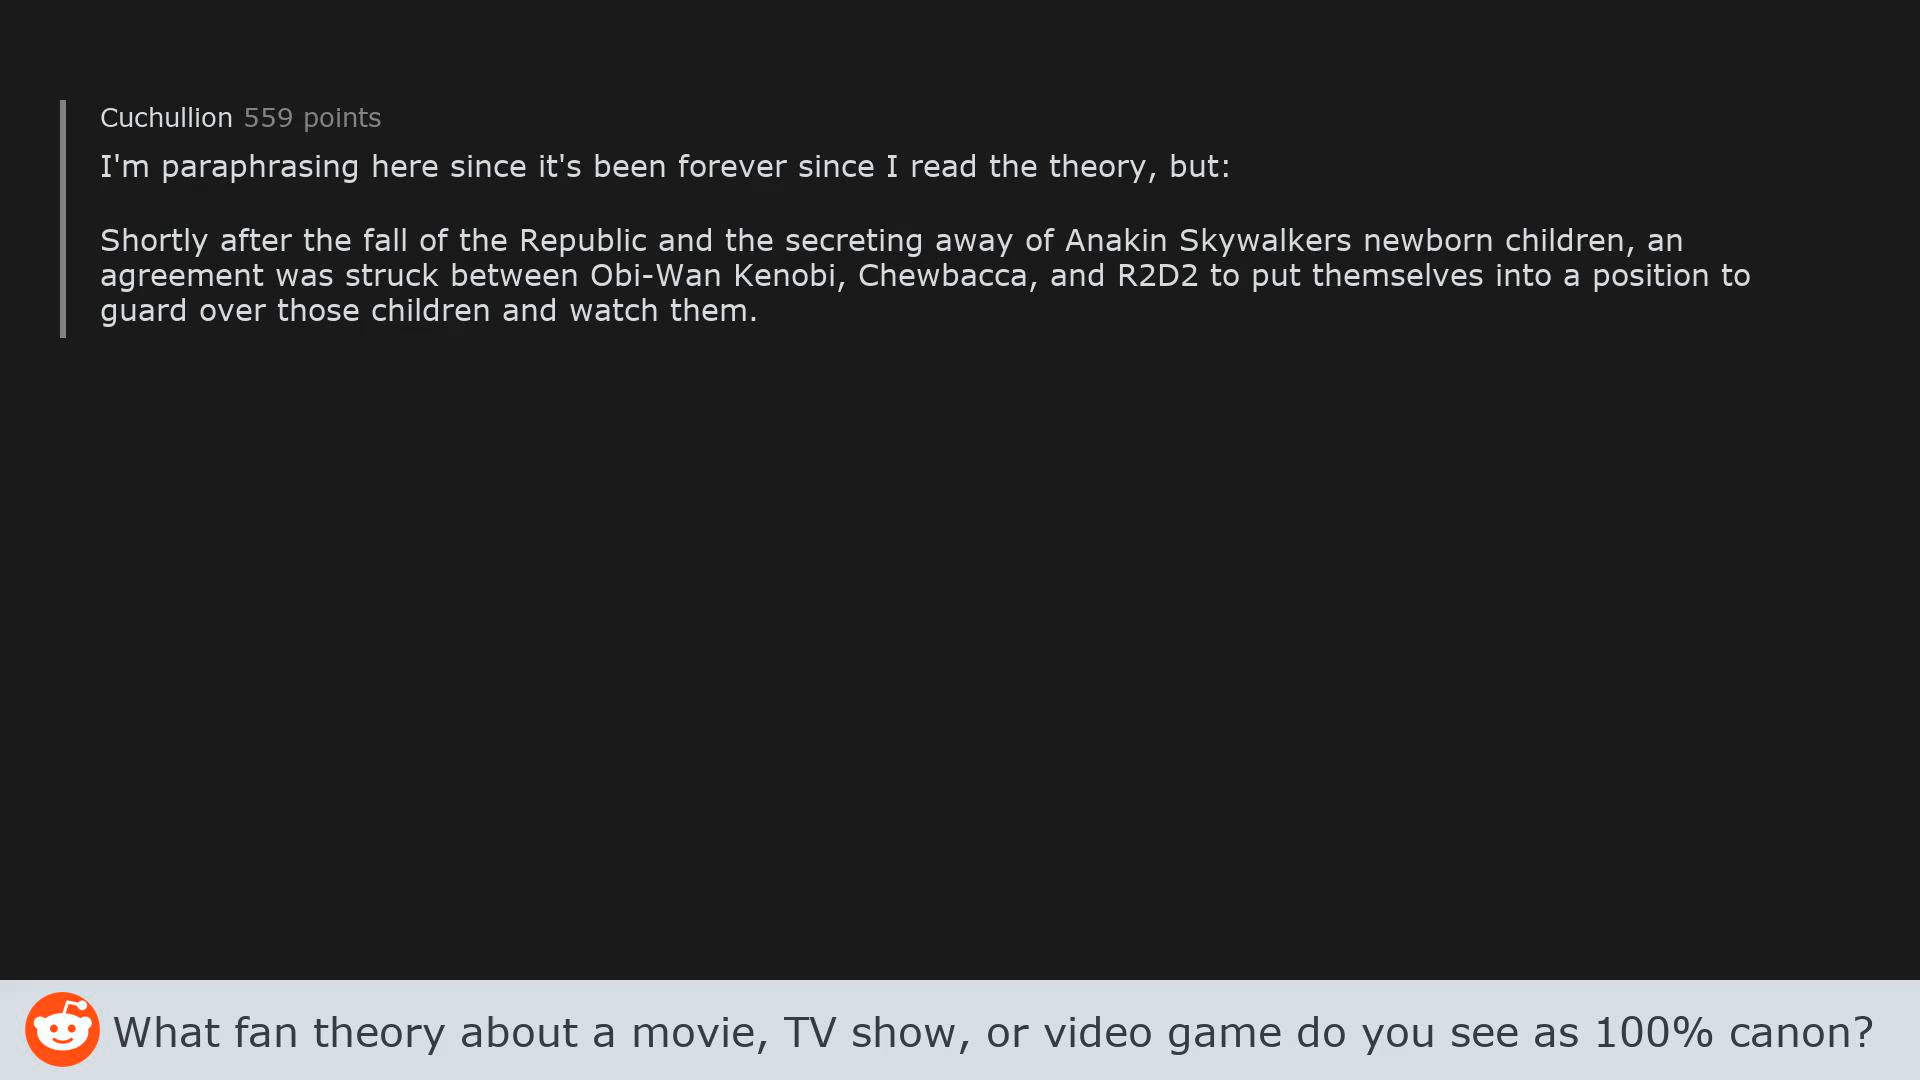 Cuchullion 559 points
I'm paraphrasing here since it's been forever since I read the theory, but:
Shortly after the fall of the Republic and the secreting away of Anakin Skywalkers newborn children, an
agreement was struck between Obi-Wan Kenobi, Chewbacca, and R2D2 to put themselves into a position to
guard over those children and watch them.
What fan theory about a movie, TV show, or video game do you see as 100% canon?